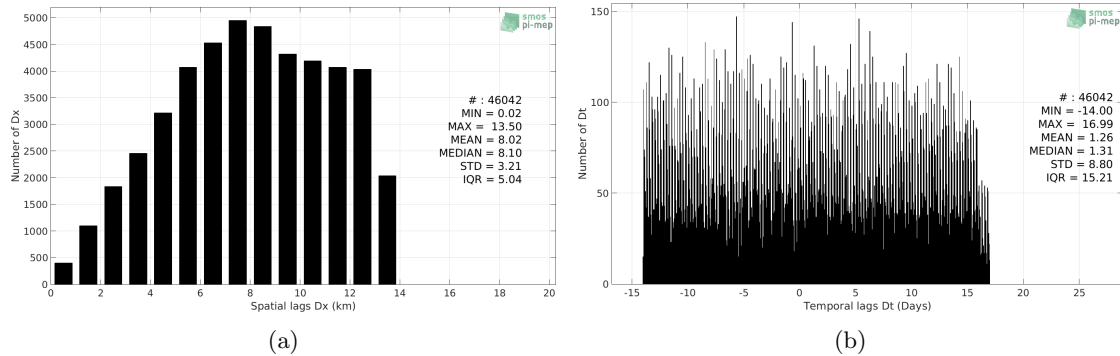 5000
4500
4000
3500
3000
2500
2000
1500
1000
500
0
Number of Dx
smos
pi-mep
# : 46042
MIN = 0.02
MAX = 13.50
MEAN = 8.02
MEDIAN = 8.10
STD = 3.21
IQR = 5.04
0 2 4 6 8 10 12 14 16 18 20
Spatial lags Dx (km)
(a)
150
100
50
0
Number of Dt
smos
pi-mep
# : 46042
MIN = -14.00
MAX = 16.99
MEAN = 1.26
MEDIAN = 1.31
STD = 8.80
IQR = 15.21
-15 -10 -5 0 5 10 15 20 25
Temporal lags Dt (Days)
(b)